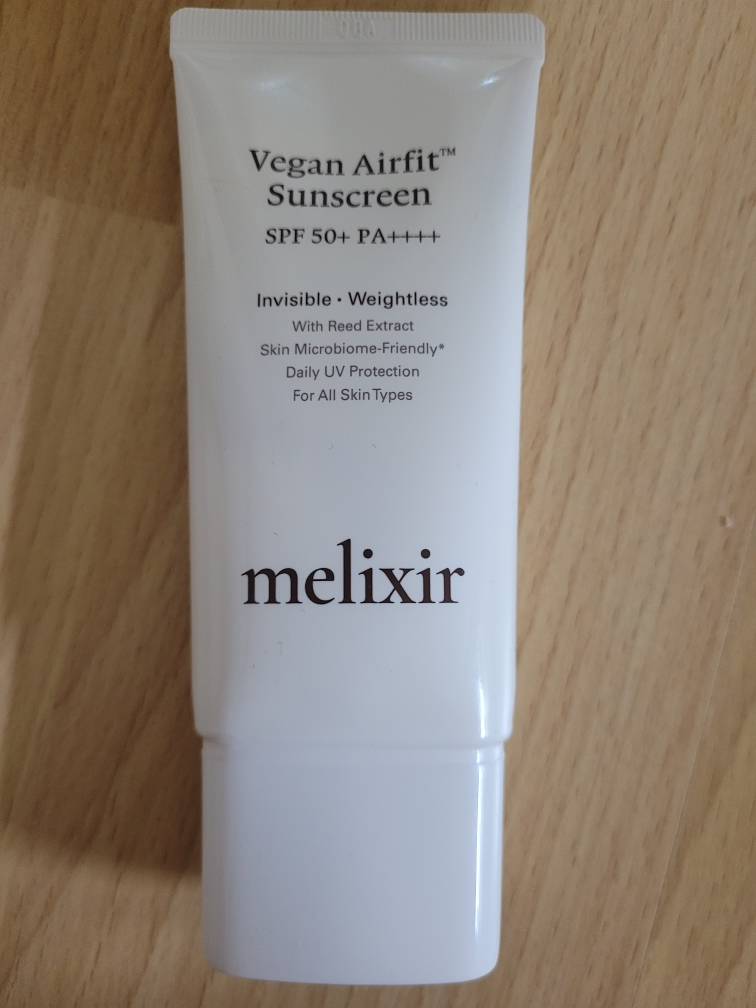 Vegan Airfit™
Sunscreen
SPF 50+ PA++++
Invisible • Weightless
With Reed Extract
Skin Microbiome-Friendly*
Daily UV Protection
For All Skin Types
melixir